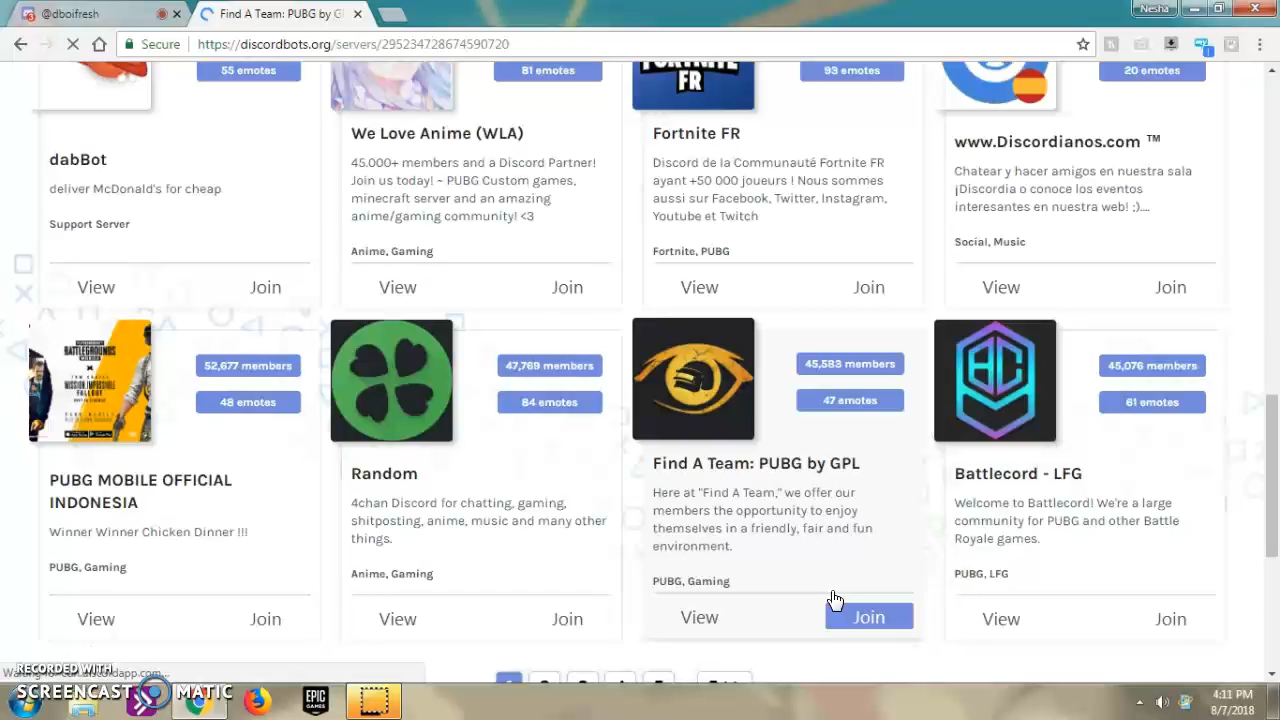 @dboifresh
Find A Team: PUBG by G
Nesha
Secure
https://discordbots.org/servers/295234728674590720
55 emotes
81 emotes
FORTNITE
FR
93 emotes
20 emotes
dabBot
deliver McDonald's for cheap
Support Server
View
Join
We Love Anime (WLA)
45.000+ members and a Discord Partner!
Join us today! ~ PUBG Custom games,
minecraft server and an amazing
anime/gaming community! <3
Anime, Gaming
View
Join
Fortnite FR
Discord de la Communauté Fortnite FR
ayant +50 000 joueurs ! Nous sommes
aussi sur Facebook, Twitter, Instagram,
Youtube et Twitch
Fortnite, PUBG
View
Join
www.Discordianos.com ™
Chatear y hacer amigos en nuestra sala
¡Discordia o conoce los eventos
interesantes en nuestra web! ;)....
Social, Music
View
Join
BATTLEGROUNDS
MISSION:IMPOSSIBLE
FALLOUT
52,677 members
48 emotes
PUBG MOBILE OFFICIAL
INDONESIA
Winner Winner Chicken Dinner !!!
PUBG, Gaming
View
Join
47,769 members
84 emotes
Random
4chan Discord for chatting, gaming,
shitposting, anime, music and many other
things.
Anime, Gaming
View
Join
45,583 members
47 emotes
Find A Team: PUBG by GPL
Here at "Find A Team," we offer our
members the opportunity to enjoy
themselves in a friendly, fair and fun
environment.
PUBG, Gaming
View
Join
BC
45,076 members
61 emotes
Battlecord - LFG
Welcome to Battlecord! We're a large
community for PUBG and other Battle
Royale games.
PUBG, LFG
View
Join
Waiting for cdn.discordapp.com...
RECORDED WITH
SCREENCAST MATIC
EPIC
GAMES
4:11 PM
8/7/2018